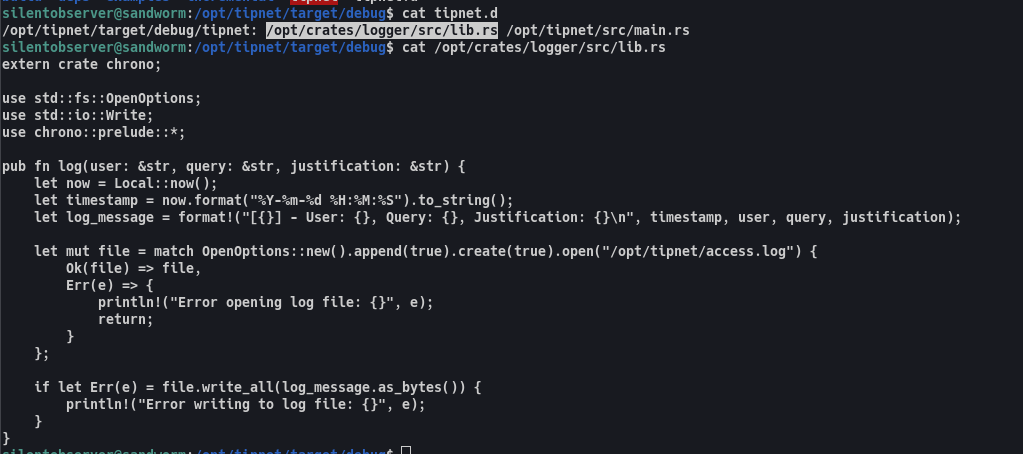 silentobserver@sandworm:/opt/tipnet/target/debug$ cat tipnet.d
/opt/tipnet/target/debug/tipnet: /opt/crates/logger/src/lib.rs /opt/tipnet/src/main.rs
silentobserver@sandworm:/opt/tipnet/target/debug$ cat /opt/crates/logger/src/lib.rs
extern crate chrono;

use std::fs::OpenOptions;
use std::io::Write;
use chrono::prelude::*;

pub fn log(user: &str, query: &str, justification: &str) {
    let now = Local::now();
    let timestamp = now.format("%Y-%m-%d %H:%M:%S").to_string();
    let log_message = format!("[{}] - User: {}, Query: {}, Justification: {}\n", timestamp, user, query, justification);

    let mut file = match OpenOptions::new().append(true).create(true).open("/opt/tipnet/access.log") {
        Ok(file) => file,
        Err(e) => {
            println!("Error opening log file: {}", e);
            return;
        }
    };

    if let Err(e) = file.write_all(log_message.as_bytes()) {
        println!("Error writing to log file: {}", e);
    }
}
silentobserver@sandworm:/opt/tipnet/target/debug$